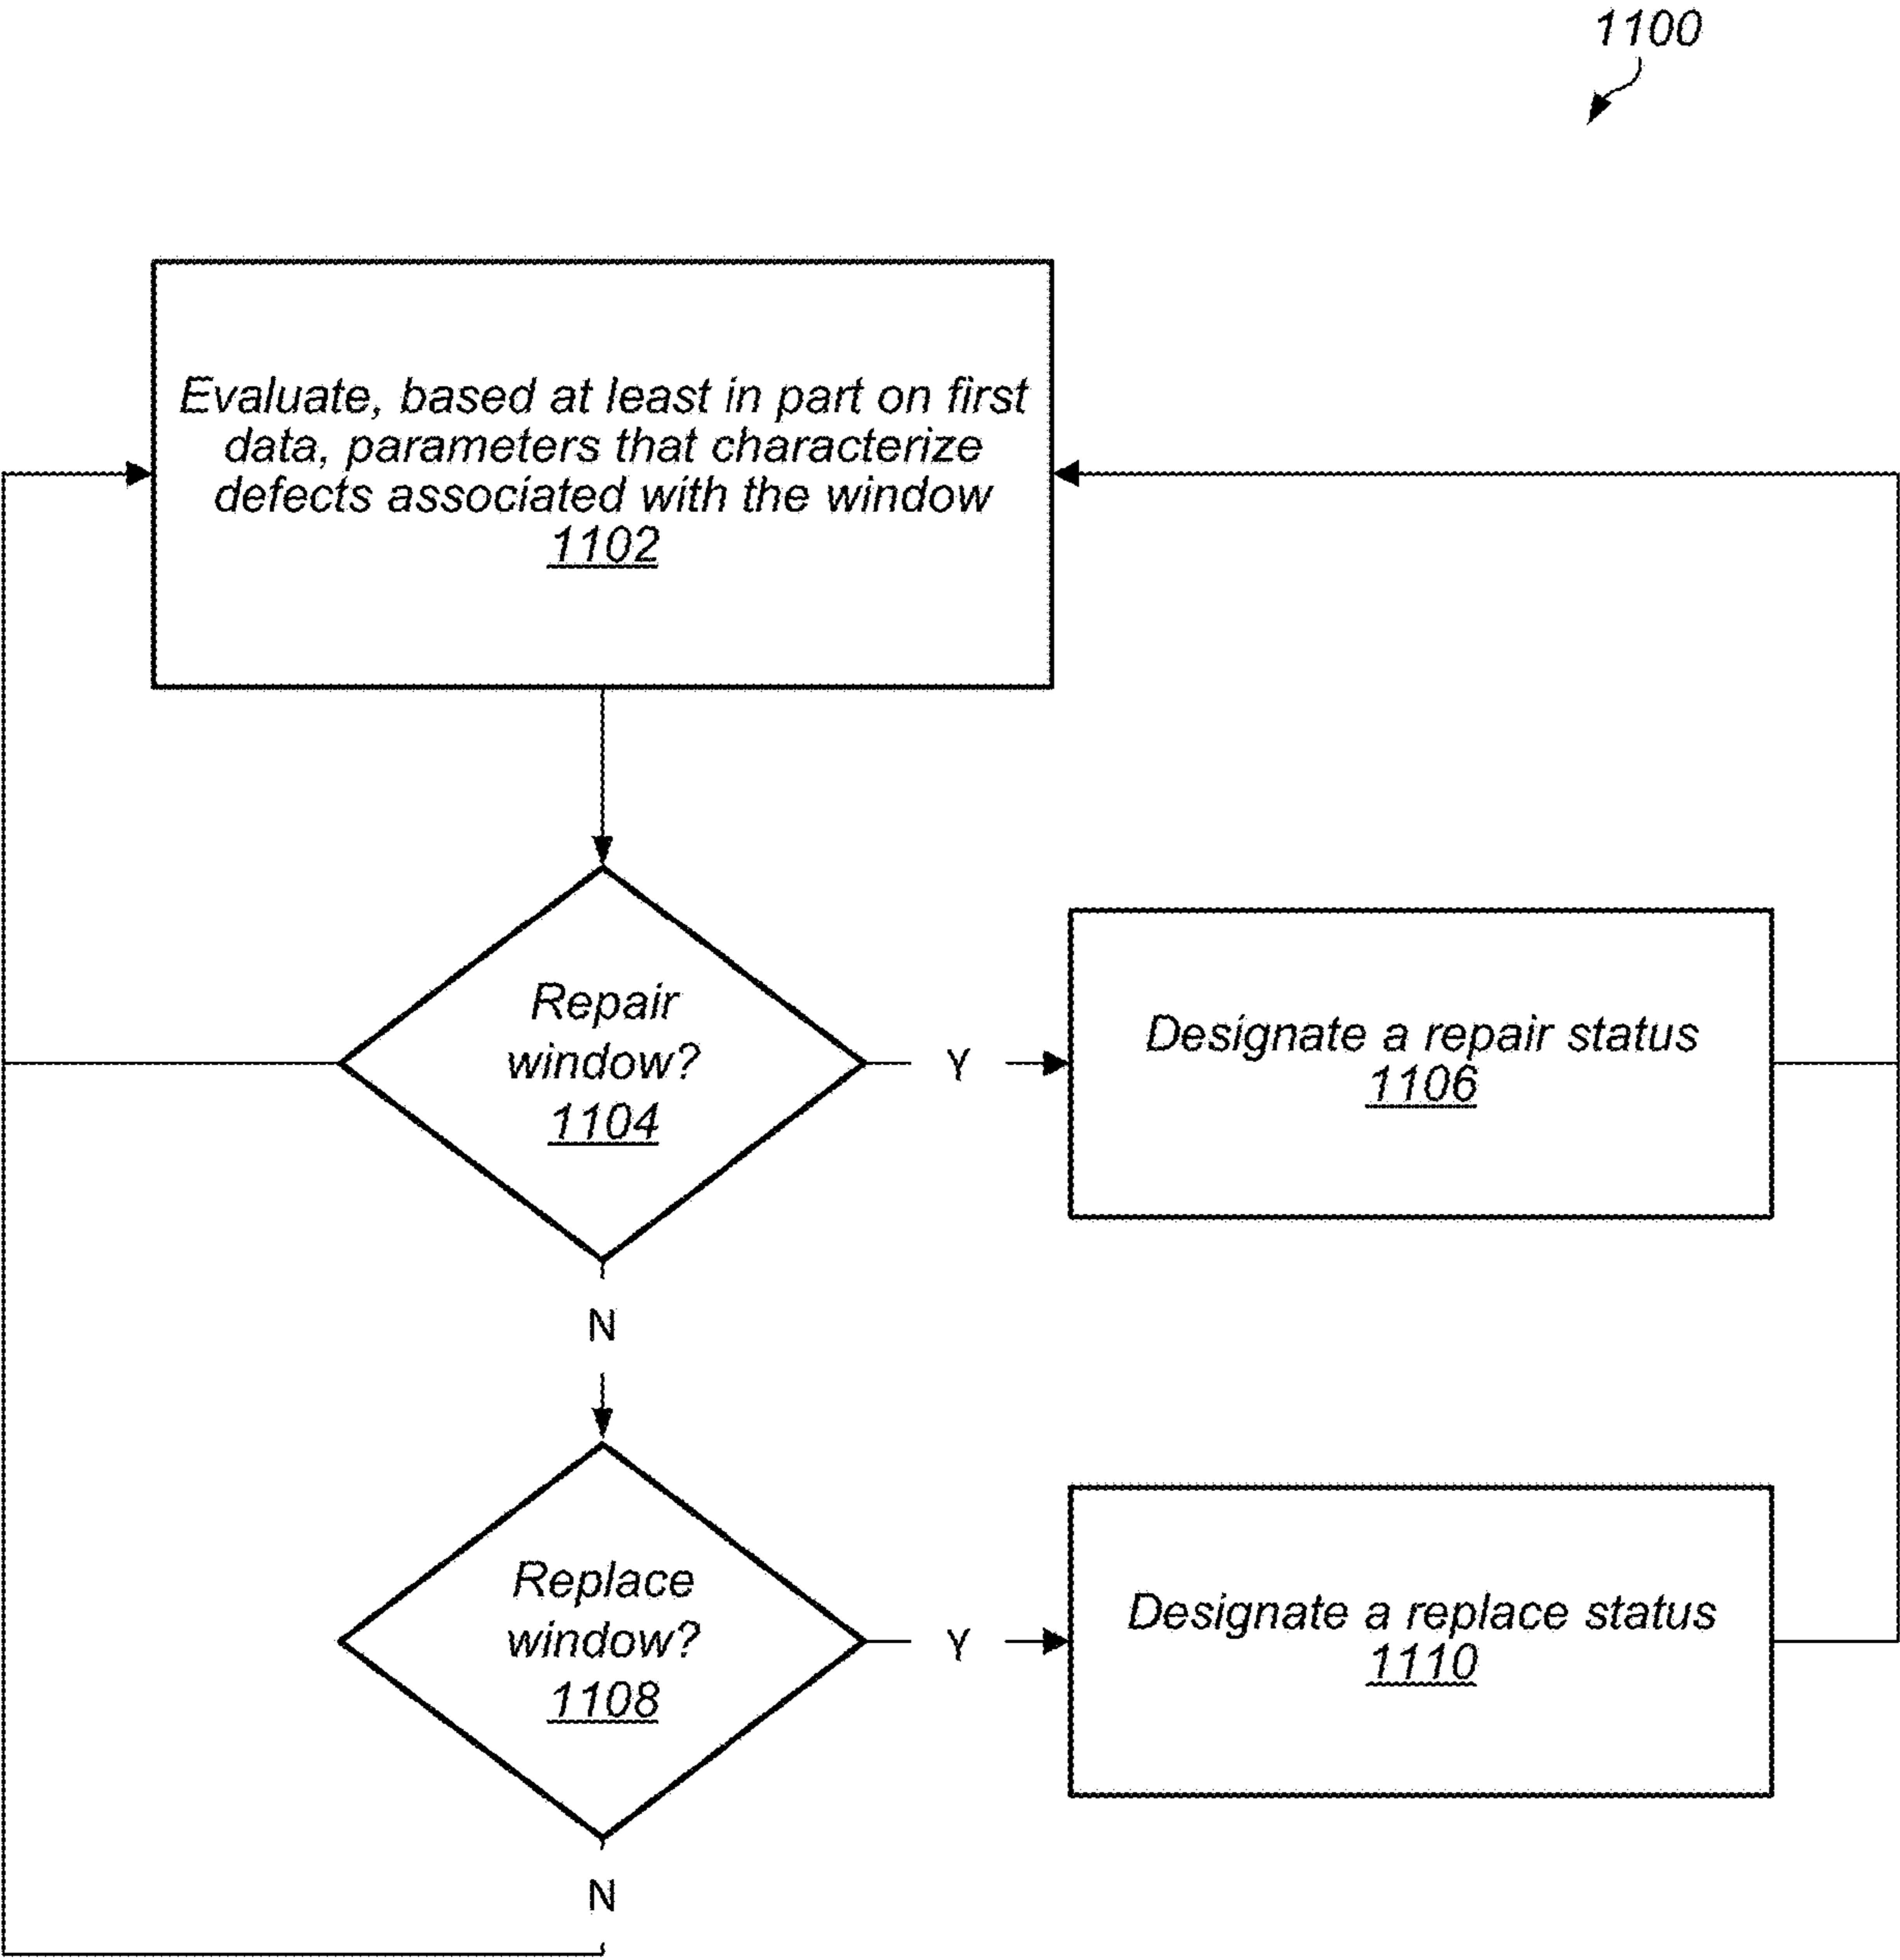 1100
Evaluate, based at least in part on first
data, parameters that characterize
defects associated with the window
1102
Repair
window?
1104
Y
Designate a repair status
1106
N
Replace
window?
1108
Y
Designate a replace status
1110
N